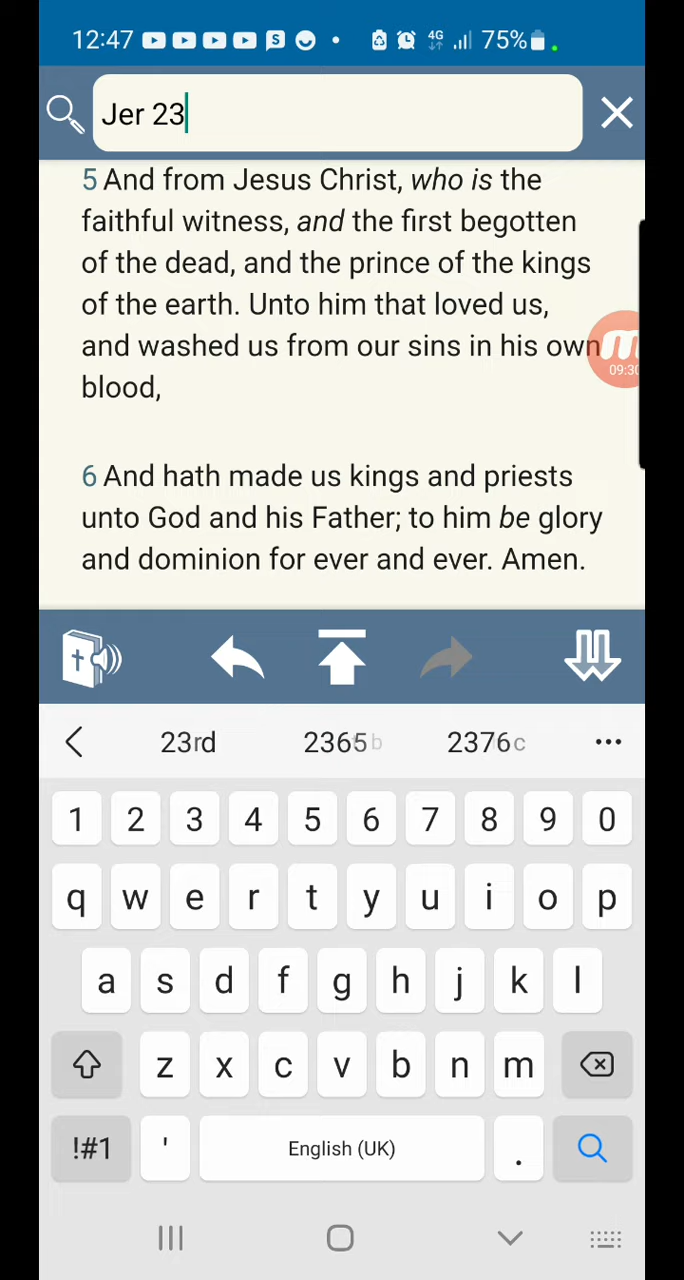 12:47 S 4G 75%
Jer 23
5 And from Jesus Christ, who is the
faithful witness, and the first begotten
of the dead, and the prince of the kings
of the earth. Unto him that loved us,
and washed us from our sins in his own
blood,
09:30
6 And hath made us kings and priests
unto God and his Father; to him be glory
and dominion for ever and ever. Amen.
23rd 2365 b 2376 c
1 2 3 4 5 6 7 8 9 0
q w e r t y u i o p
a s d f g h j k l
z x c v b n m
!#1 ' English (UK) .